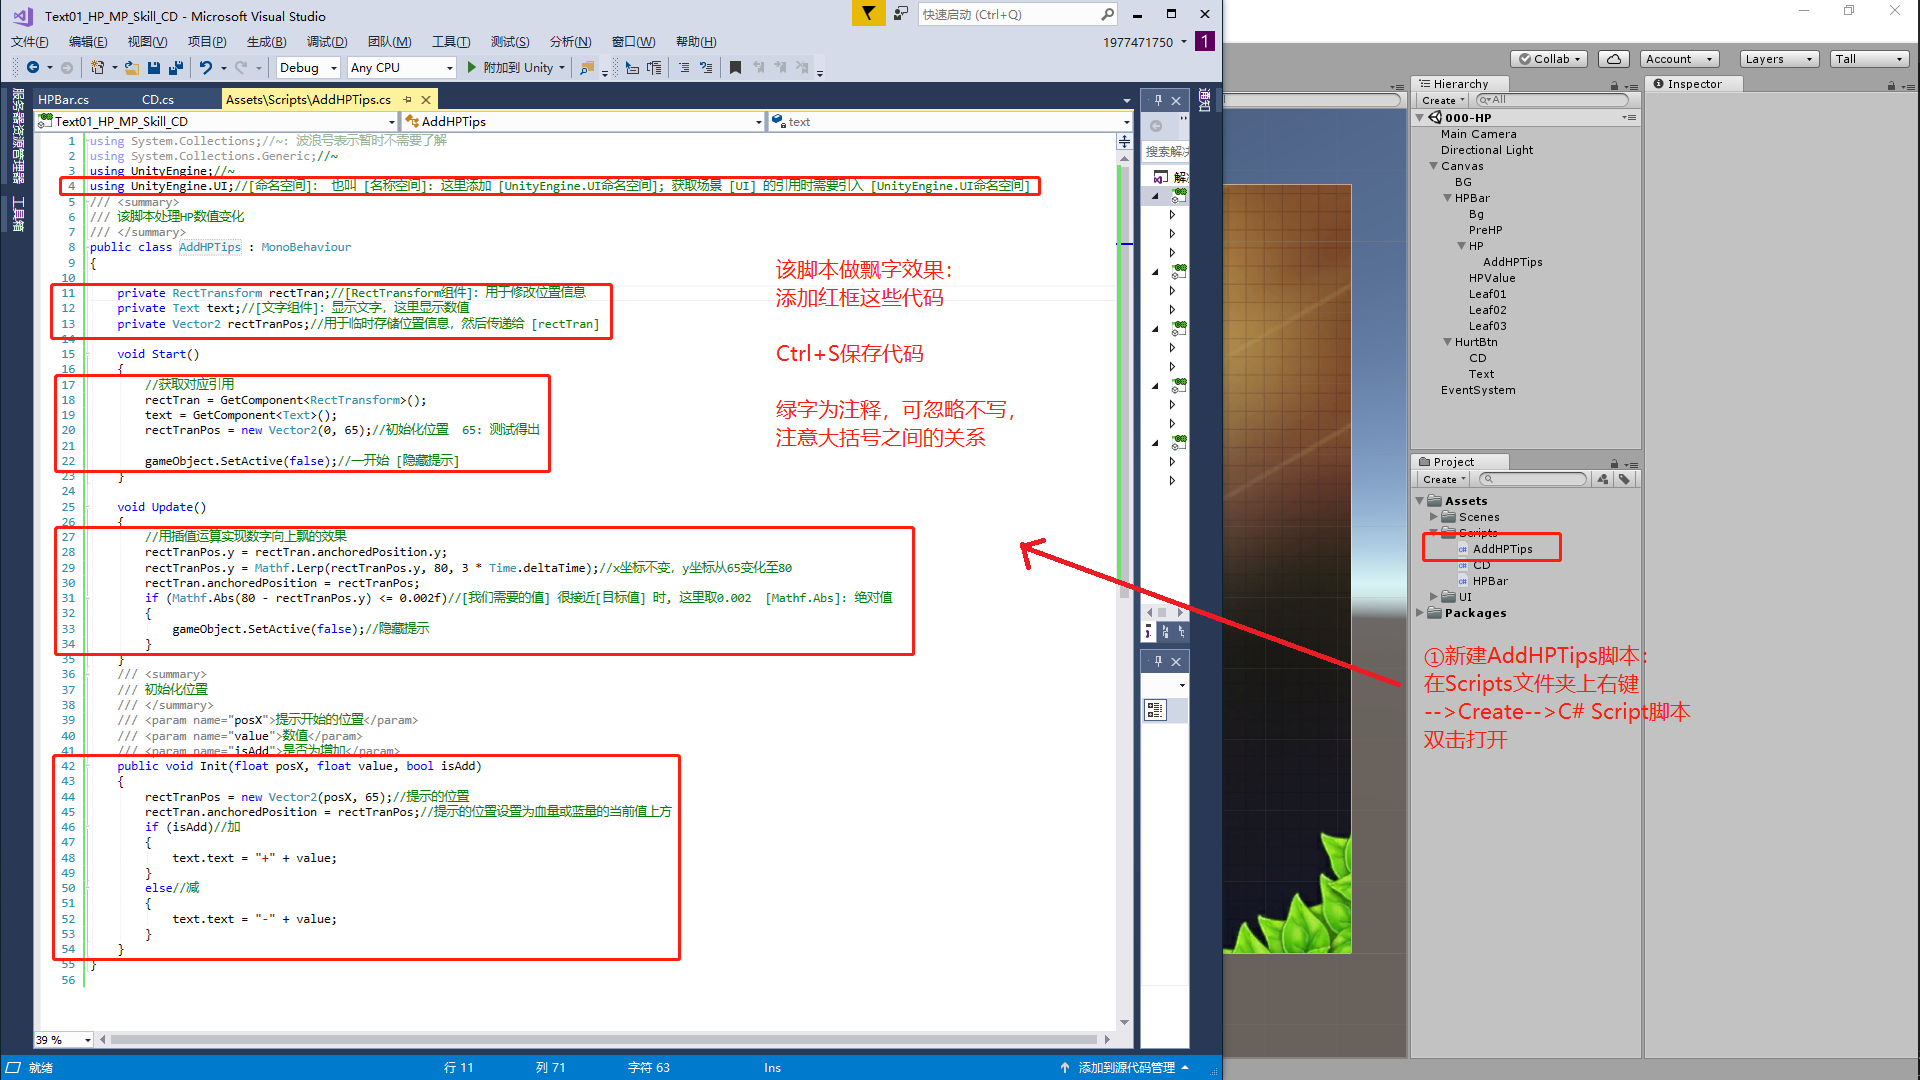 Text01_HP_MP_Skill_CD - Microsoft Visual Studio
快速启动 (Ctrl+Q)
文件(F) 编辑(E) 视图(V) 项目(P) 生成(B) 调试(D) 团队(M) 工具(T) 测试(S) 分析(N) 窗口(W) 帮助(H)
1977471750
1
Debug
Any CPU
附加到 Unity
服务器资源管理器
工具箱
HPBar.cs
CD.cs
Assets\Scripts\AddHPTips.cs
通知
Text01_HP_MP_Skill_CD
AddHPTips
text
搜索解决
解决
1 using System.Collections;//~: 波浪号表示暂时不需要了解
2 using System.Collections.Generic;//~
3 using UnityEngine;//~
4 using UnityEngine.UI;//[命名空间]: 也叫 [名称空间]: 这里添加 [UnityEngine.UI命名空间]; 获取场景 [UI] 的引用时需要引入 [UnityEngine.UI命名空间]
5 /// <summary>
6 /// 该脚本处理HP数值变化
7 /// </summary>
8 public class AddHPTips : MonoBehaviour
9 {
10
11 private RectTransform rectTran;//[RectTransform组件]: 用于修改位置信息
12 private Text text;//[文字组件]: 显示文字, 这里显示数值
13 private Vector2 rectTranPos;//用于临时存储位置信息, 然后传递给 [rectTran]
14
15 void Start()
16 {
17 //获取对应引用
18 rectTran = GetComponent<RectTransform>();
19 text = GetComponent<Text>();
20 rectTranPos = new Vector2(0, 65);//初始化位置 65: 测试得出
21
22 gameObject.SetActive(false);//一开始 [隐藏提示]
23 }
24
25 void Update()
26 {
27 //用插值运算实现数字向上飘的效果
28 rectTranPos.y = rectTran.anchoredPosition.y;
29 rectTranPos.y = Mathf.Lerp(rectTranPos.y, 80, 3 * Time.deltaTime);//x坐标不变, y坐标从65变化至80
30 rectTran.anchoredPosition = rectTranPos;
31 if (Mathf.Abs(80 - rectTranPos.y) <= 0.002f)//[我们需要的值] 很接近[目标值] 时, 这里取0.002 [Mathf.Abs]: 绝对值
32 {
33 gameObject.SetActive(false);//隐藏提示
34 }
35 }
36 /// <summary>
37 /// 初始化位置
38 /// </summary>
39 /// <param name="posX">提示开始的位置</param>
40 /// <param name="value">数值</param>
41 /// <param name="isAdd">是否为增加</param>
42 public void Init(float posX, float value, bool isAdd)
43 {
44 rectTranPos = new Vector2(posX, 65);//提示的位置
45 rectTran.anchoredPosition = rectTranPos;//提示的位置设置为血量或蓝量的当前值上方
46 if (isAdd)//加
47 {
48 text.text = "+" + value;
49 }
50 else//减
51 {
52 text.text = "-" + value;
53 }
54 }
55 }
56
该脚本做飘字效果:
添加红框这些代码
Ctrl+S保存代码
绿字为注释, 可忽略不写,
注意大括号之间的关系
39 %
就绪
行 11
列 71
字符 63
Ins
添加到源代码管理
Collab
Account
Layers
Tall
Hierarchy
Create
All
000-HP
Main Camera
Directional Light
Canvas
BG
HPBar
Bg
PreHP
HP
AddHPTips
HPValue
Leaf01
Leaf02
Leaf03
HurtBtn
CD
Text
EventSystem
Inspector
Project
Create
Assets
Scenes
Scripts
AddHPTips
CD
HPBar
UI
Packages
①新建AddHPTips脚本:
在Scripts文件夹上右键
-->Create-->C# Script脚本
双击打开